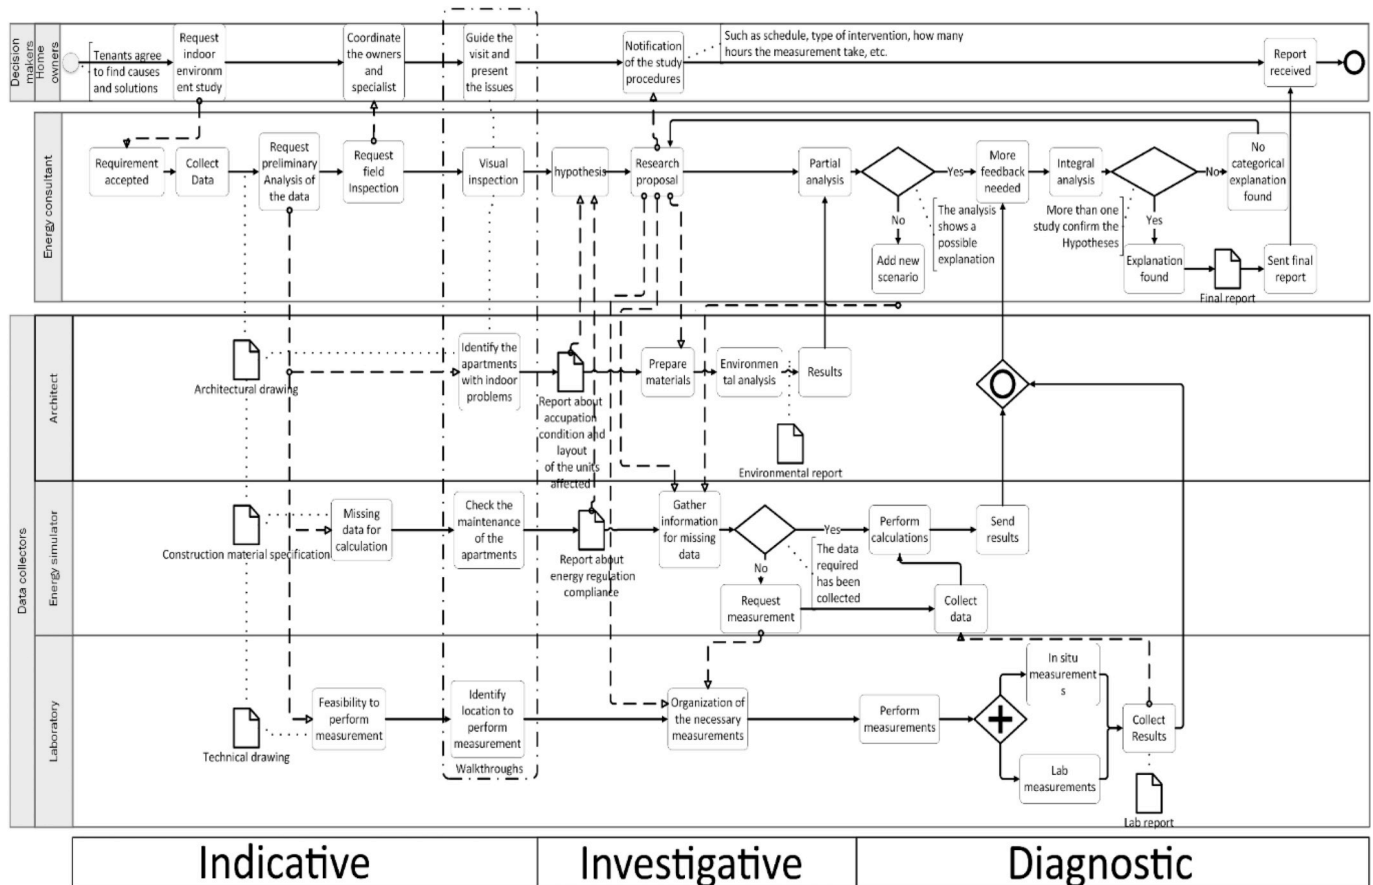 Decision
makers
Home
owners
Tenants agree
to find causes
and solutions
Request
indoor
environm
ent study
Coordinate
the owners
and
specialist
Guide the
visit and
present
the issues
Notification
of the study
procedures
Such as schedule, type of intervention, how many
hours the measurement take, etc.
Report
received
Energy consultant
Requirement
accepted
Collect
Data
Request
preliminary
Analysis of
the data
Request
field
Inspection
Visual
inspection
hypothesis
Research
proposal
Partial
analysis
Yes
No
Add new
scenario
The analysis
shows a
possible
explanation
More
feedback
needed
Integral
analysis
More than one
study confirm the
Hypotheses
No
Yes
No
categorical
explanation
found
Explanation
found
Final report
Sent final
report
Data collectors
Architect
Architectural drawing
Identify the
apartments
with indoor
problems
Report about
accupation
condition and
layout
of the units
affected
Prepare
materials
Environmen
tal analysis
Results
Environmental report
Energy simulator
Construction material specification
Missing
data for
calculation
Check the
maintenance
of the
apartments
Report about
energy regulation
compliance
Gather
information
for missing
data
Yes
No
The data
required
has been
collected
Request
measurement
Perform
calculations
Send
results
Collect
data
Laboratory
Technical drawing
Feasibility to
perform
measurement
Identify
location to
perform
measurement
Walkthroughs
Organization of
the necessary
measurements
Perform
measurements
In situ
measurement
s
Lab
measurements
Collect
Results
Lab report
Indicative
Investigative
Diagnostic